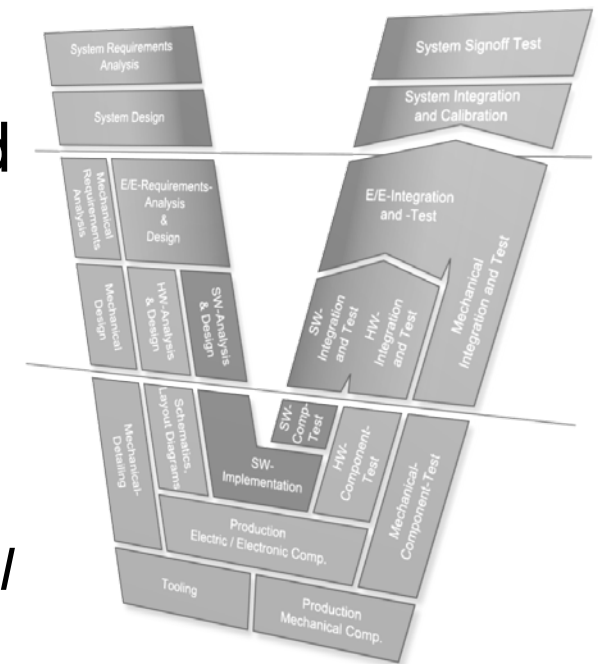 System Requirements
Analysis
System Signoff Test
System Design
System Integration
and Calibration
d
Mechanical
Requirements
Analysis
E/E-Requirements-
Analysis
&
Design
E/E-Integration
and -Test
Mechanical
Design
HW-Analysis
& Design
SW-Analysis
& Design
SW-
Integration
and Test
HW-
Integration
and Test
Mechanical
Integration and Test
Mechanical-
Detailing
Schematics,
Layout Diagrams
SW-
Implementation
SW-
Comp-
Test
HW-
Component-
Test
Mechanical-
Component-Test
Production
Electric / Electronic Comp.
/
Tooling
Production
Mechanical Comp.